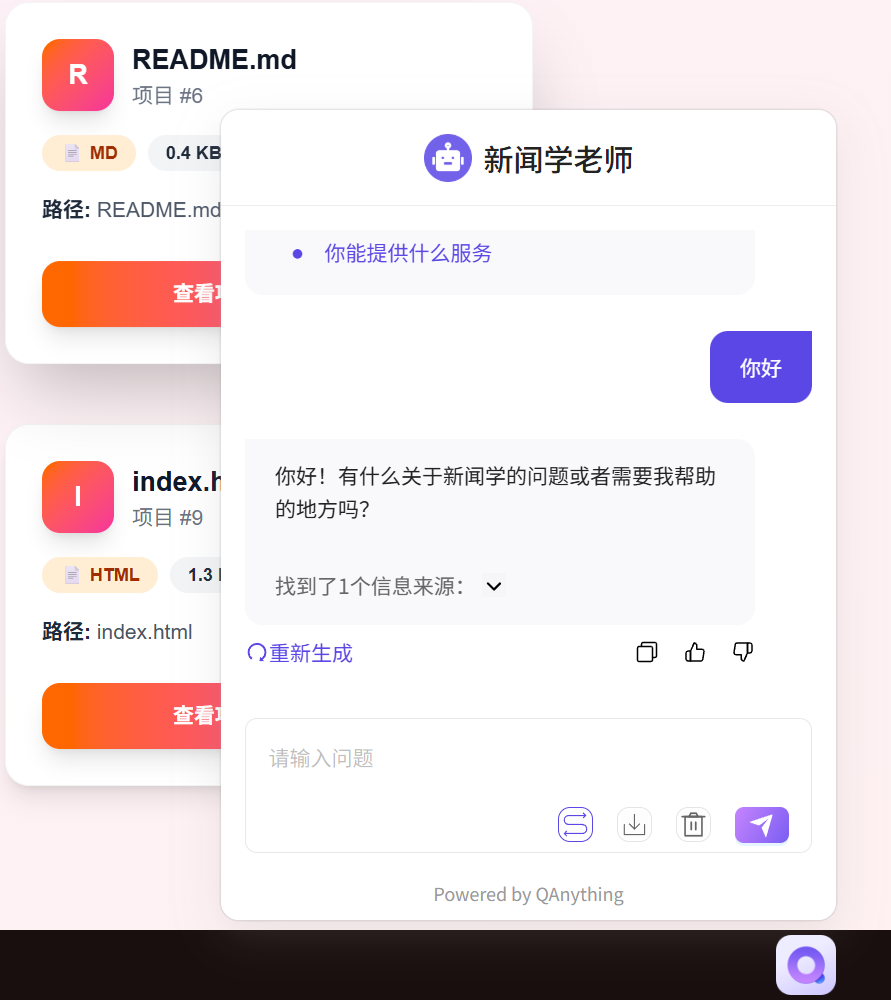 R
README.md
项目 #6
MD
0.4 KB
路径: README.md
查看
I
index.h
项目 #9
HTML
1.3
路径: index.html
查看
新闻学老师
你能提供什么服务
你好
你好！有什么关于新闻学的问题或者需要我帮助
的地方吗？
找到了1个信息来源：
重新生成
请输入问题
Powered by QAnything